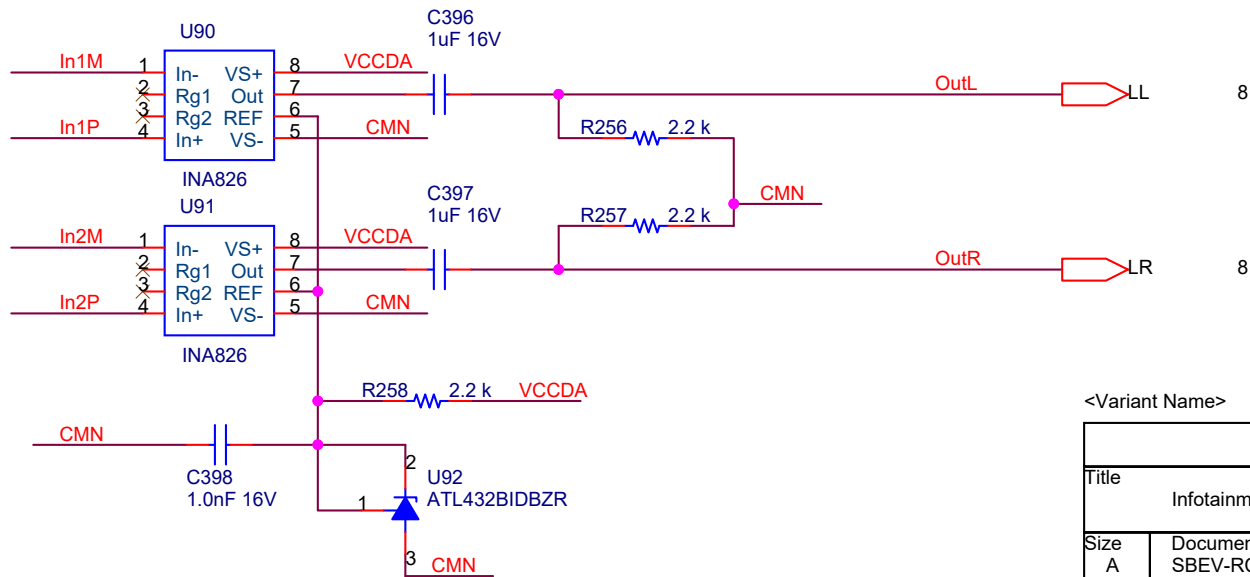 C396
1uF 16V
U90
In1M 1 In- VS+ 8 VCCDA
2 Rg1 Out 7 OutL LL 8
3 Rg2 REF 6
In1P 4 In+ VS- 5 CMN R256 2.2 k
INA826
U91
C397
1uF 16V
CMN
R257 2.2 k
In2M 1 In- VS+ 8 VCCDA
2 Rg1 Out 7 OutR LR 8
3 Rg2 REF 6
In2P 4 In+ VS- 5 CMN
INA826
R258 2.2 k VCCDA
<Variant Name>
CMN
C398
1.0nF 16V
2
U92
ATL432BIDBZR
1
3 CMN
Title
Infotainm
Size
A
Documen